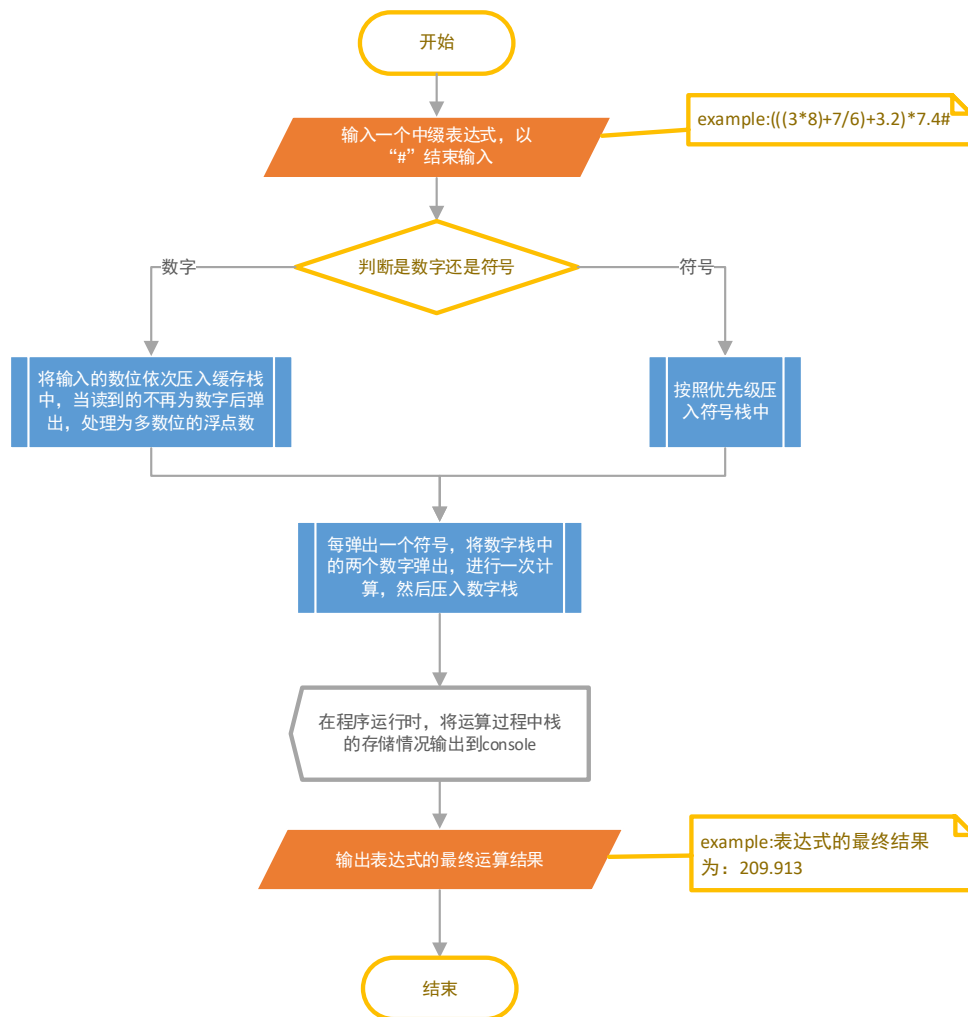 开始
输入一个中缀表达式，以
“#”结束输入
example:(((3*8)+7/6)+3.2)*7.4#
判断是数字还是符号
数字
符号
将输入的数位依次压入缓存栈
中，当读到的不再为数字后弹
出，处理为多数位的浮点数
按照优先级压
入符号栈中
每弹出一个符号，将数字栈中
的两个数字弹出，进行一次计
算，然后压入数字栈
在程序运行时，将运算过程中栈
的存储情况输出到console
输出表达式的最终运算结果
example:表达式的最终结果
为：209.913
结束